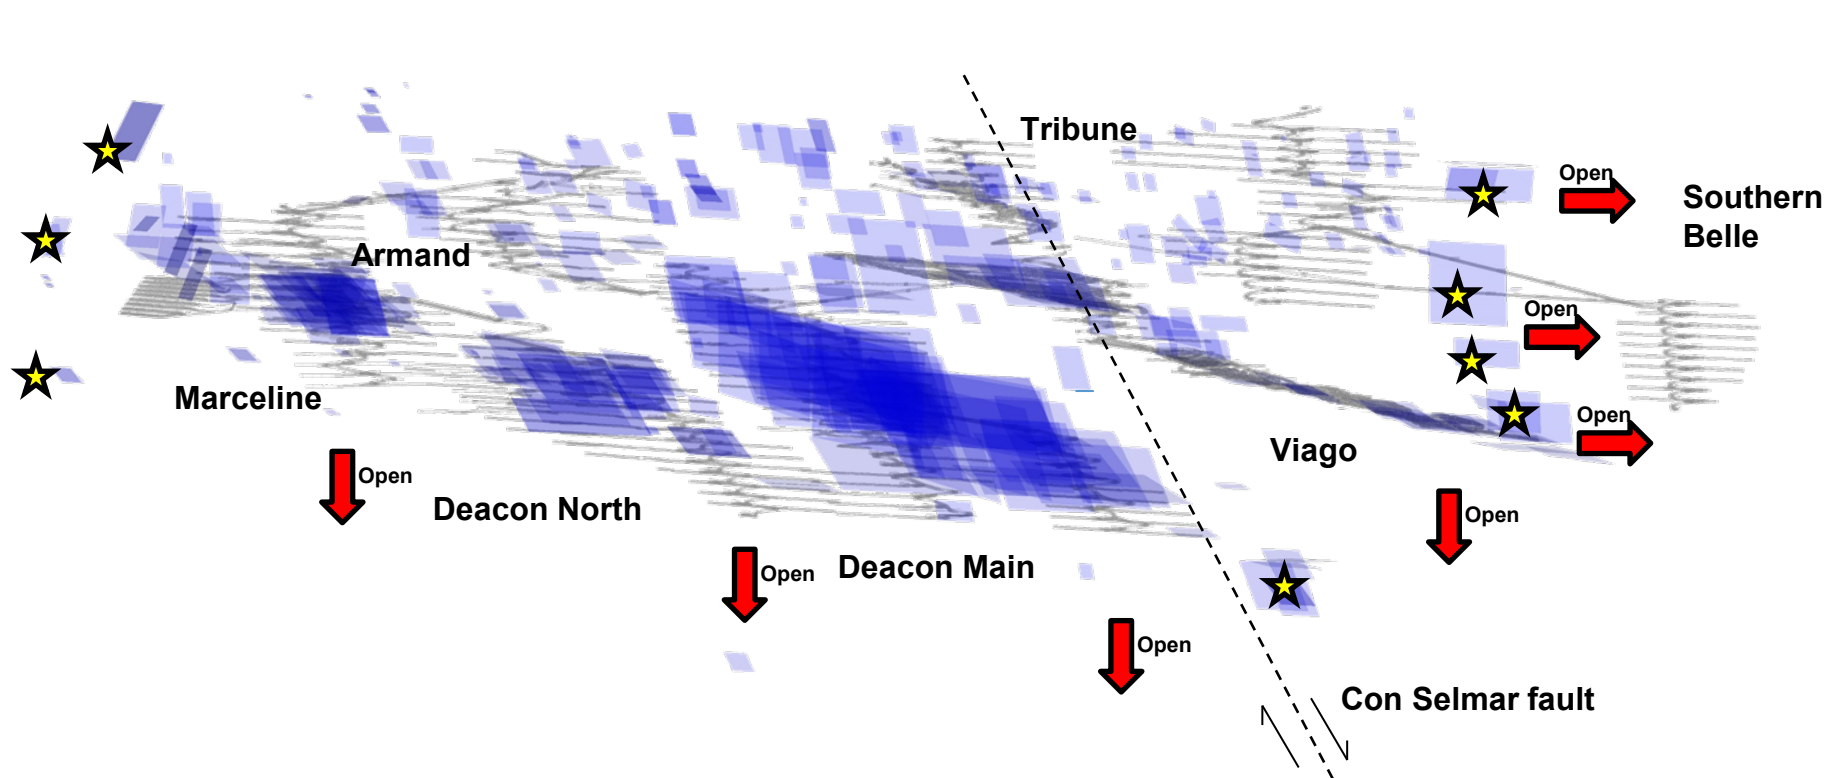 Tribune
Open
Southern
Belle
Armand
Open
Marceline
Open
Viago
Open
Deacon North
Open
Open
Deacon Main
Open
Con Selmar fault